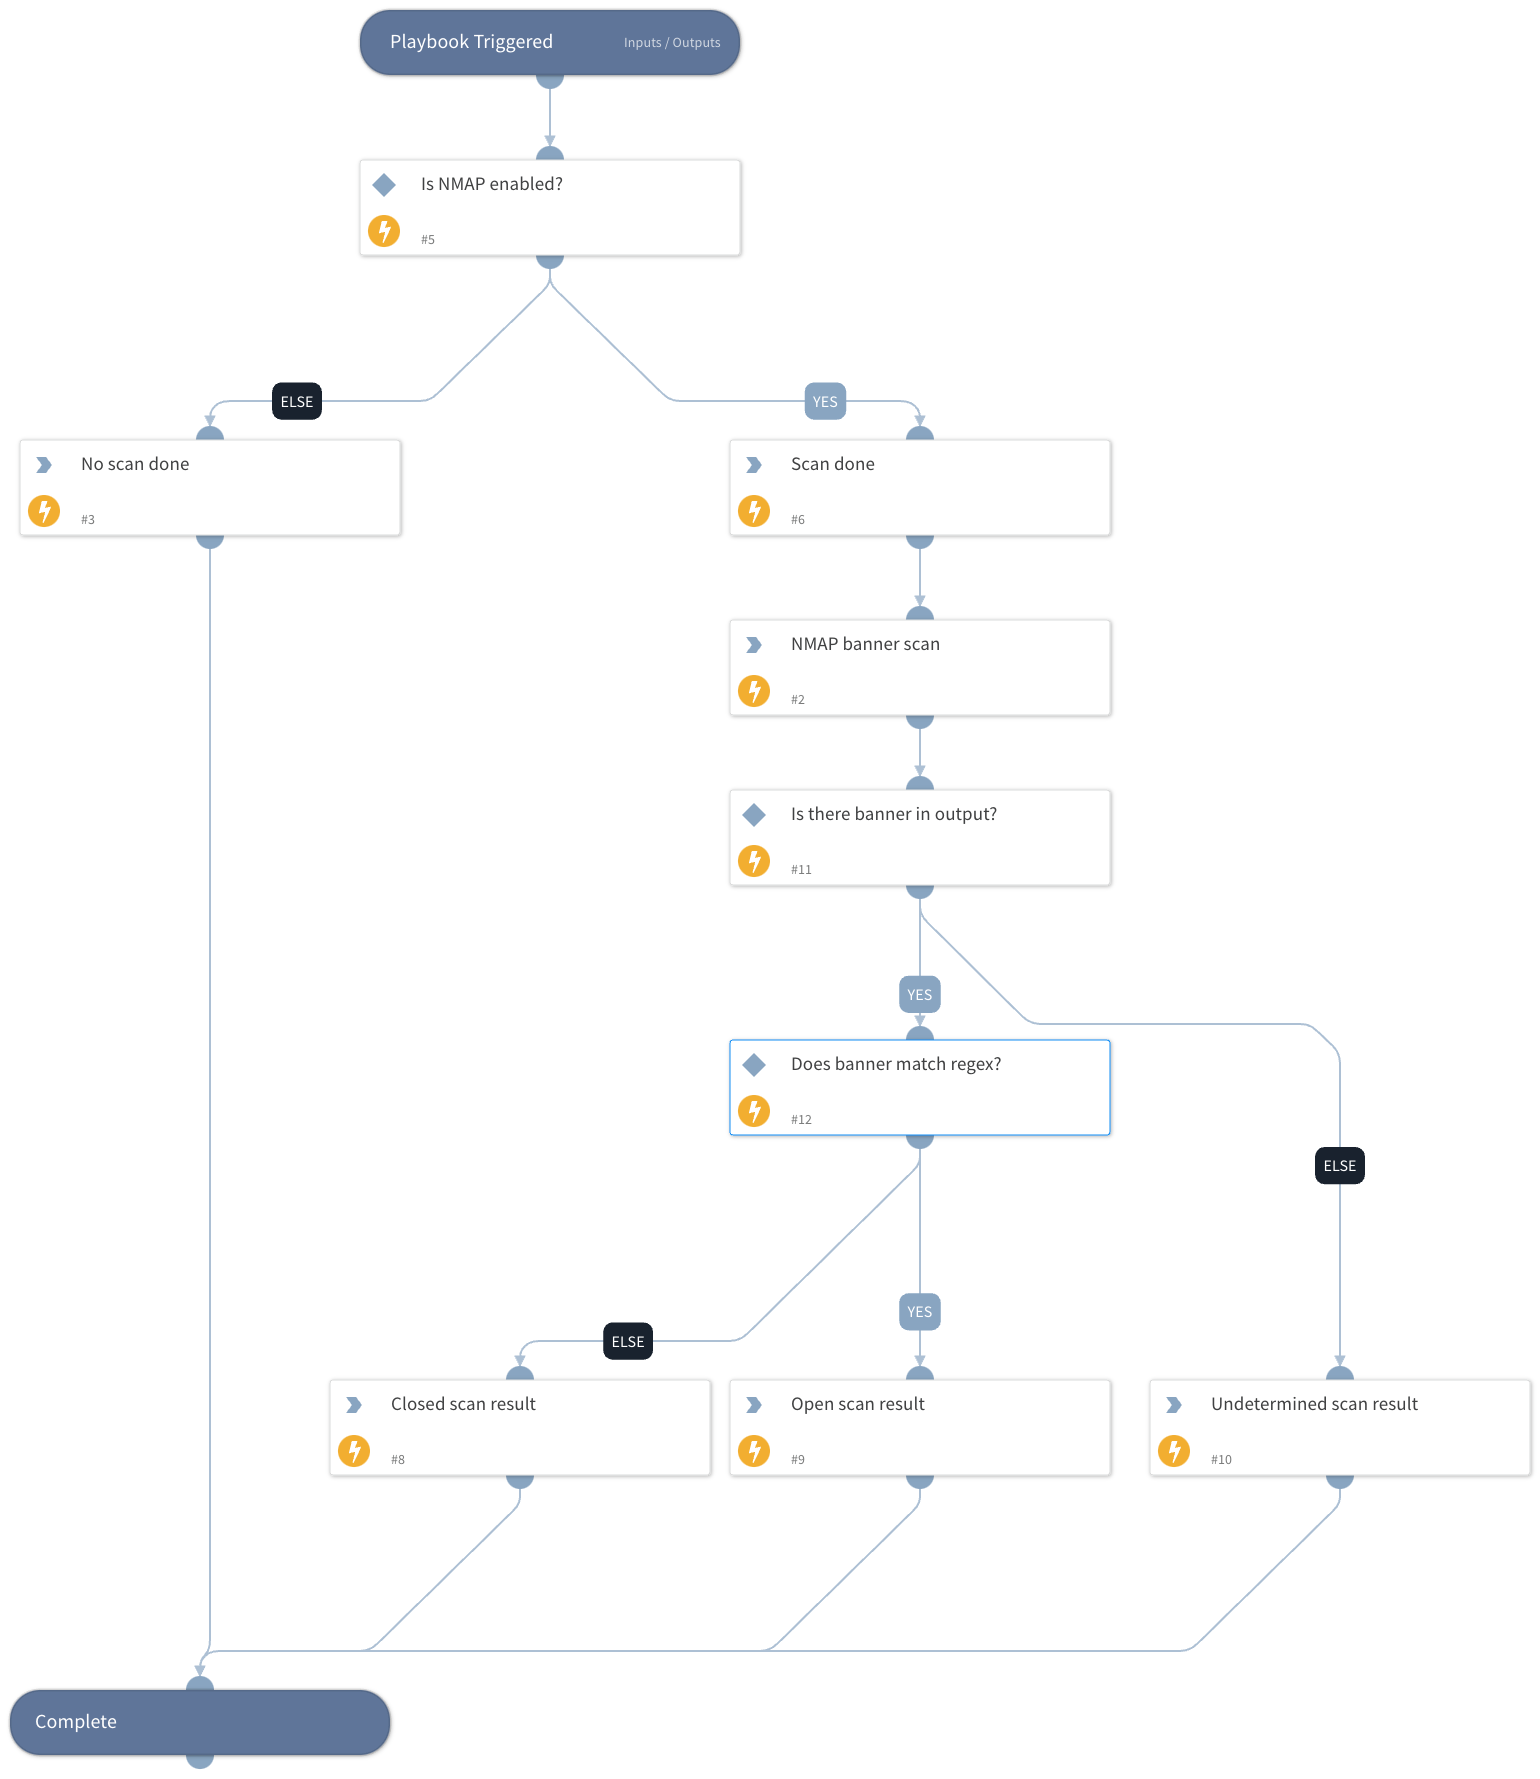 Playbook Triggered
Inputs / Outputs
Is NMAP enabled?
#5
ELSE
YES
No scan done
#3
Scan done
#6
NMAP banner scan
#2
Is there banner in output?
#11
YES
Does banner match regex?
#12
ELSE
YES
ELSE
Closed scan result
#8
Open scan result
#9
Undetermined scan result
#10
Complete